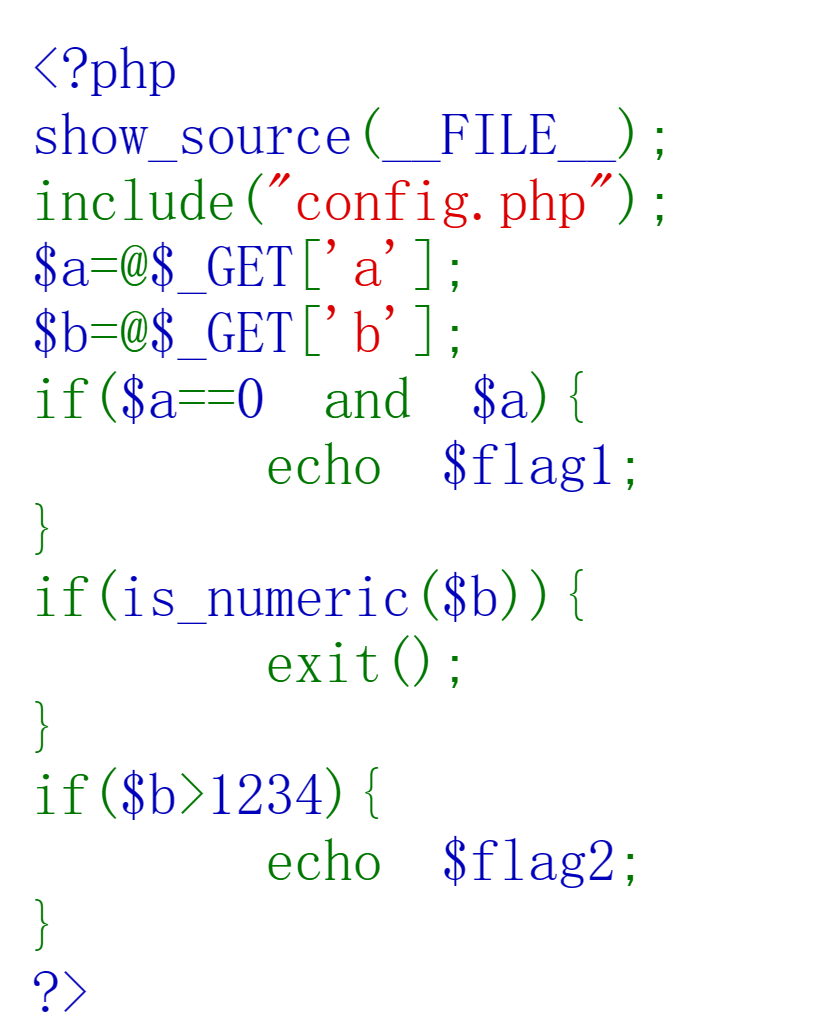 <?php
show_source(__FILE__);
include("config.php");
$a=@$_GET['a'];
$b=@$_GET['b'];
if($a==0 and $a){
echo $flag1;
}
if(is_numeric($b)){
exit();
}
if($b>1234){
echo $flag2;
}
?>